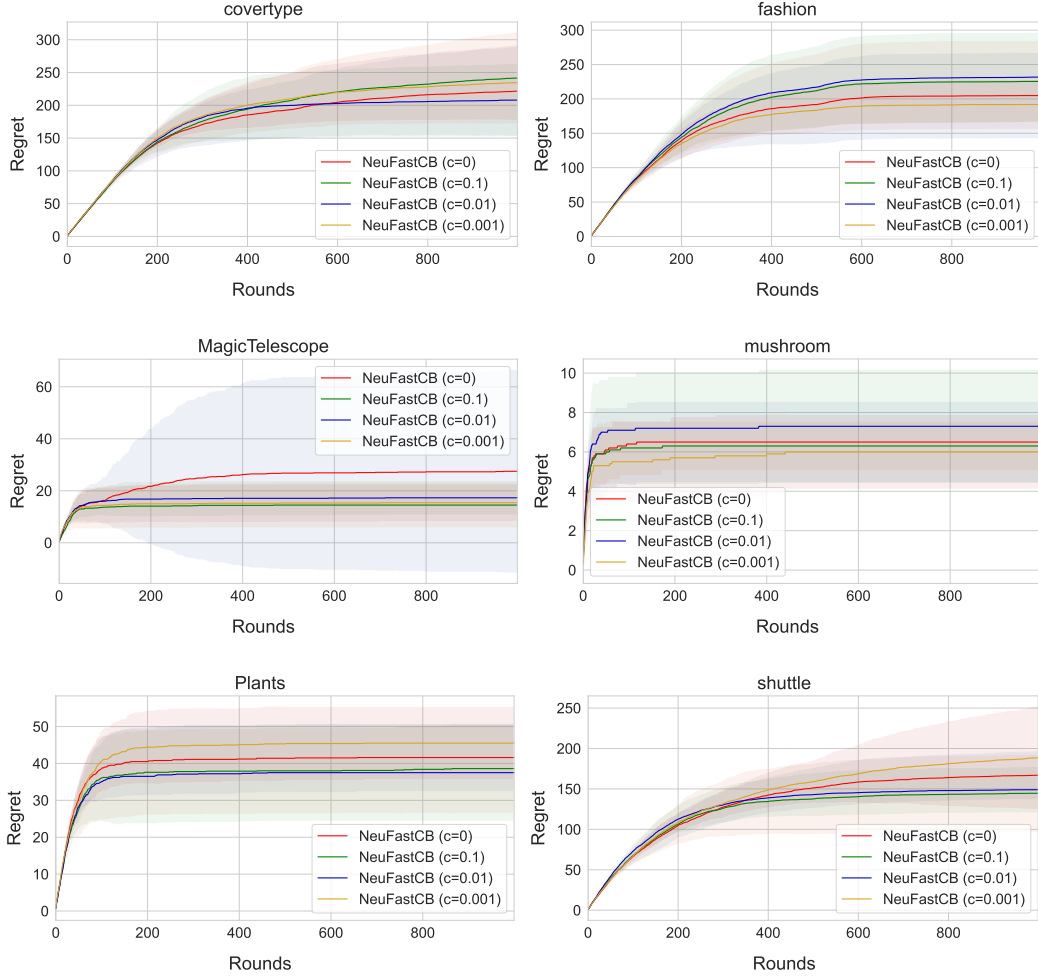 covertype
300
250
200
150
100
50
0
Regret
0 200 400 600 800
Rounds
NeuFastCB (c=0)
NeuFastCB (c=0.1)
NeuFastCB (c=0.01)
NeuFastCB (c=0.001)
fashion
300
250
200
150
100
50
0
Regret
0 200 400 600 800
Rounds
NeuFastCB (c=0)
NeuFastCB (c=0.1)
NeuFastCB (c=0.01)
NeuFastCB (c=0.001)
MagicTelescope
60
40
20
0
Regret
0 200 400 600 800
Rounds
NeuFastCB (c=0)
NeuFastCB (c=0.1)
NeuFastCB (c=0.01)
NeuFastCB (c=0.001)
mushroom
10
8
6
4
2
0
Regret
0 200 400 600 800
Rounds
NeuFastCB (c=0)
NeuFastCB (c=0.1)
NeuFastCB (c=0.01)
NeuFastCB (c=0.001)
Plants
50
40
30
20
10
0
Regret
0 200 400 600 800
Rounds
NeuFastCB (c=0)
NeuFastCB (c=0.1)
NeuFastCB (c=0.01)
NeuFastCB (c=0.001)
shuttle
250
200
150
100
50
0
Regret
0 200 400 600 800
Rounds
NeuFastCB (c=0)
NeuFastCB (c=0.1)
NeuFastCB (c=0.01)
NeuFastCB (c=0.001)